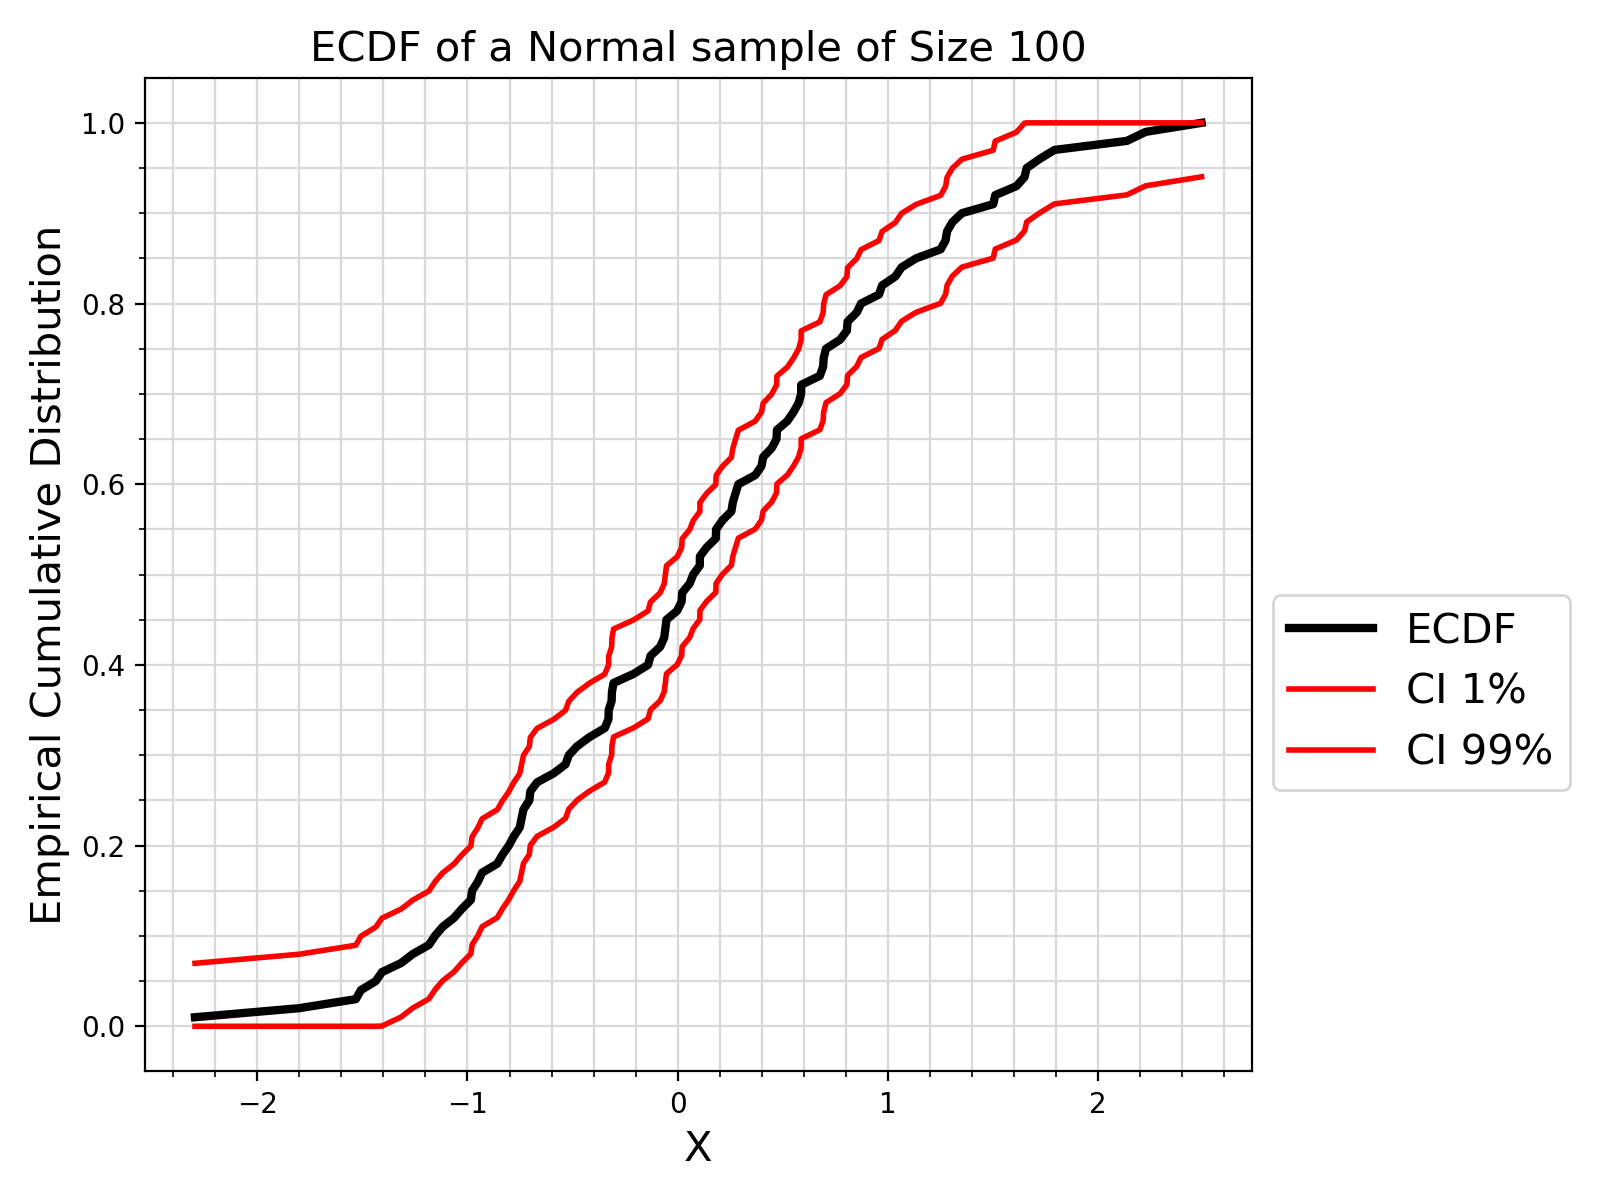 ECDF of a Normal sample of Size 100
Empirical Cumulative Distribution
1.0
0.8
0.6
0.4
0.2
0.0
−2
−1
0
1
2
X
ECDF
CI 1%
CI 99%